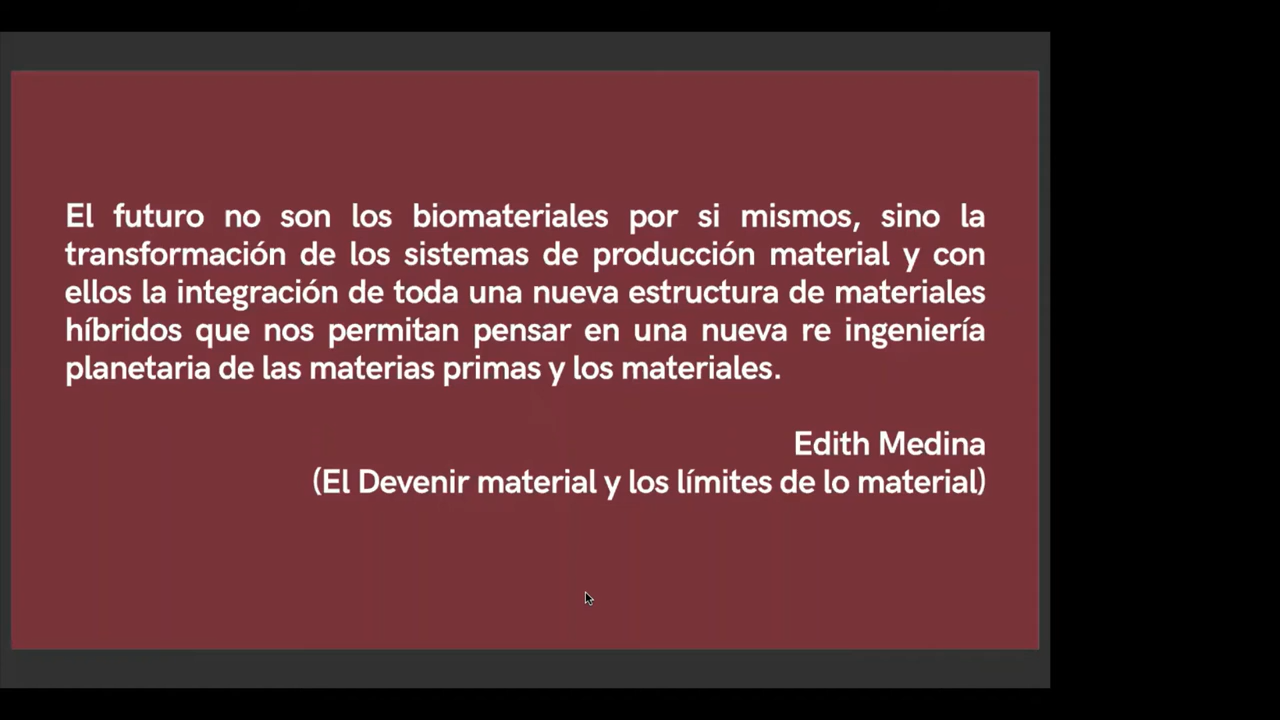 El futuro no son los biomateriales por si mismos, sino la
transformación de los sistemas de producción material y con
ellos la integración de toda una nueva estructura de materiales
híbridos que nos permitan pensar en una nueva re ingeniería
planetaria de las materias primas y los materiales.
Edith Medina
(El Devenir material y los límites de lo material)